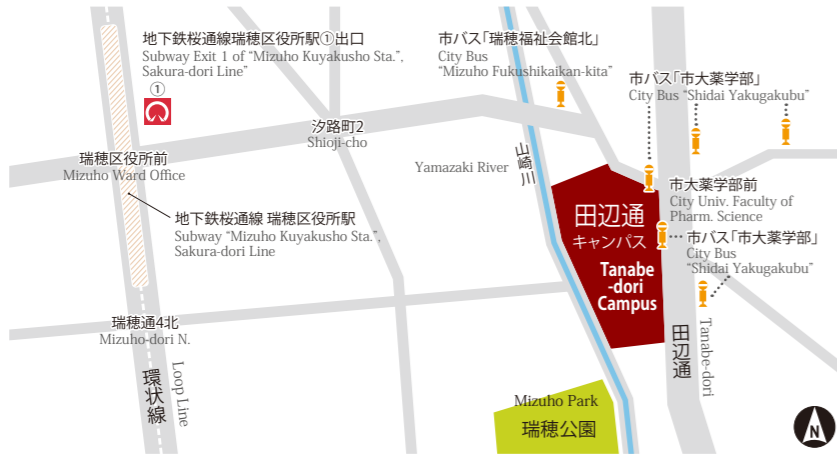 地下鉄桜通線瑞穂区役所駅①出口
Subway Exit 1 of “Mizuho Kuyakusho Sta.”,
Sakura-dori Line”
①
市バス「瑞穂福祉会館北」
City Bus
“Mizuho Fukushikaikan-kita”
市バス「市大薬学部」
City Bus “Shidai Yakugakubu”
汐路町2
Shioji-cho
瑞穂区役所前
Mizuho Ward Office
Yamazaki River
山崎川
地下鉄桜通線 瑞穂区役所駅
Subway “Mizuho Kuyakusho Sta.”,
Sakura-dori Line
田辺通
キャンパス
Tanabe
-dori
Campus
市大薬学部前
City Univ. Faculty of
Pharm. Science
市バス「市大薬学部」
City Bus
“Shidai Yakugakubu”
瑞穂通4北
Mizuho-dori N.
環状線
Loop Line
田辺通
Tanabe-dori
Mizuho Park
瑞穂公園
N